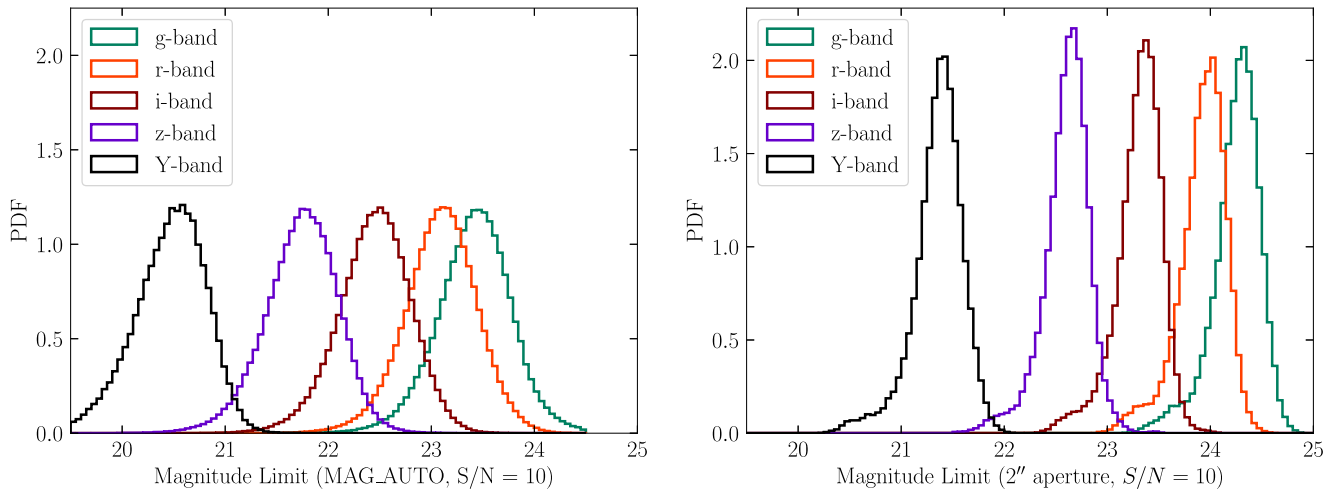 g-band
r-band
i-band
z-band
Y-band
PDF
2.0
1.5
1.0
0.5
0.0
20 21 22 23 24 25
Magnitude Limit (MAG_AUTO, S/N = 10)
g-band
r-band
i-band
z-band
Y-band
PDF
2.0
1.5
1.0
0.5
0.0
20 21 22 23 24 25
Magnitude Limit (2″ aperture, S/N = 10)